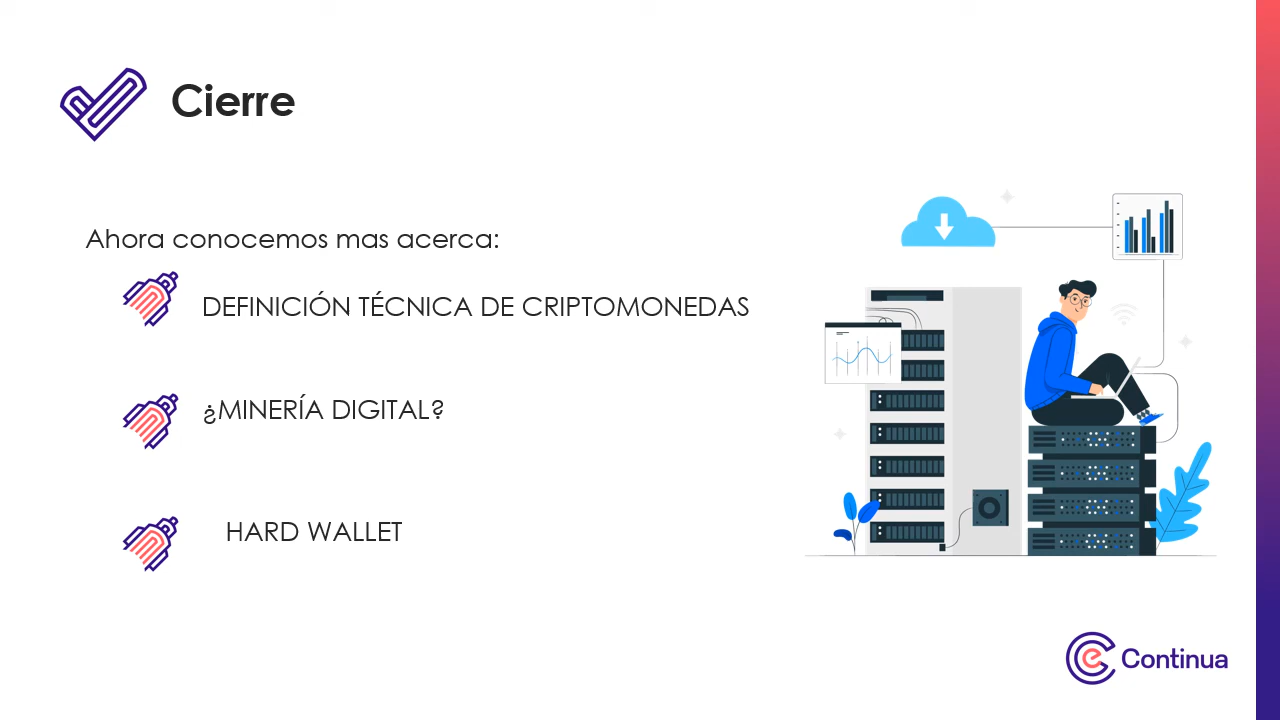 Cierre
Ahora conocemos mas acerca:
DEFINICIÓN TÉCNICA DE CRIPTOMONEDAS
¿MINERÍA DIGITAL?
HARD WALLET
Continua